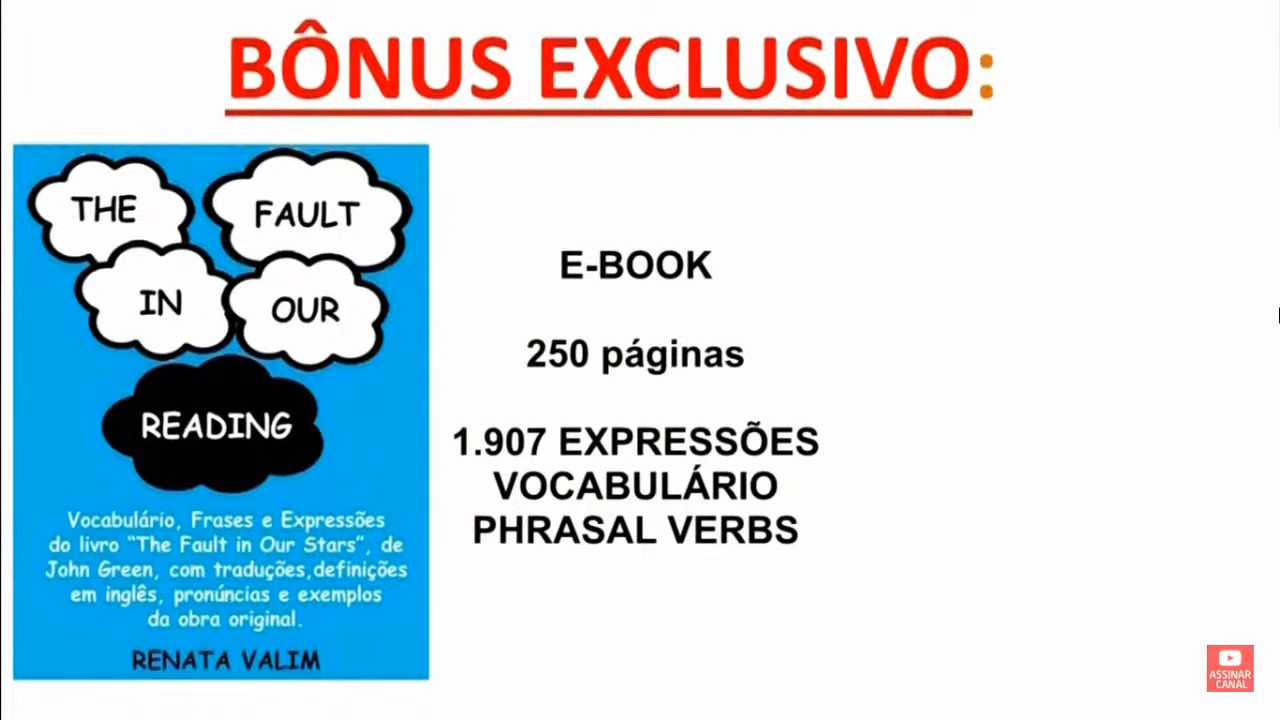 BÔNUS EXCLUSIVO:
THE
FAULT
IN
OUR
READING
Vocabulário, Frases e Expressões
do livro “The Fault in Our Stars”, de
John Green, com traduções,definições
em inglês, pronúncias e exemplos
da obra original.
RENATA VALIM
E-BOOK
250 páginas
1.907 EXPRESSÕES
VOCABULÁRIO
PHRASAL VERBS
ASSINAR
CANAL